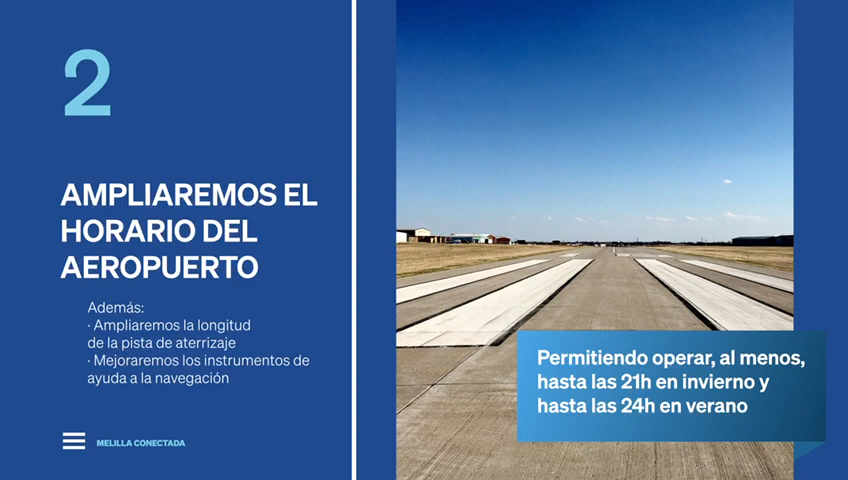 2
AMPLIAREMOS EL
HORARIO DEL
AEROPUERTO
Además:
· Ampliaremos la longitud
de la pista de aterrizaje
· Mejoraremos los instrumentos de
ayuda a la navegación
MELILLA CONECTADA
Permitiendo operar, al menos,
hasta las 21h en invierno y
hasta las 24h en verano